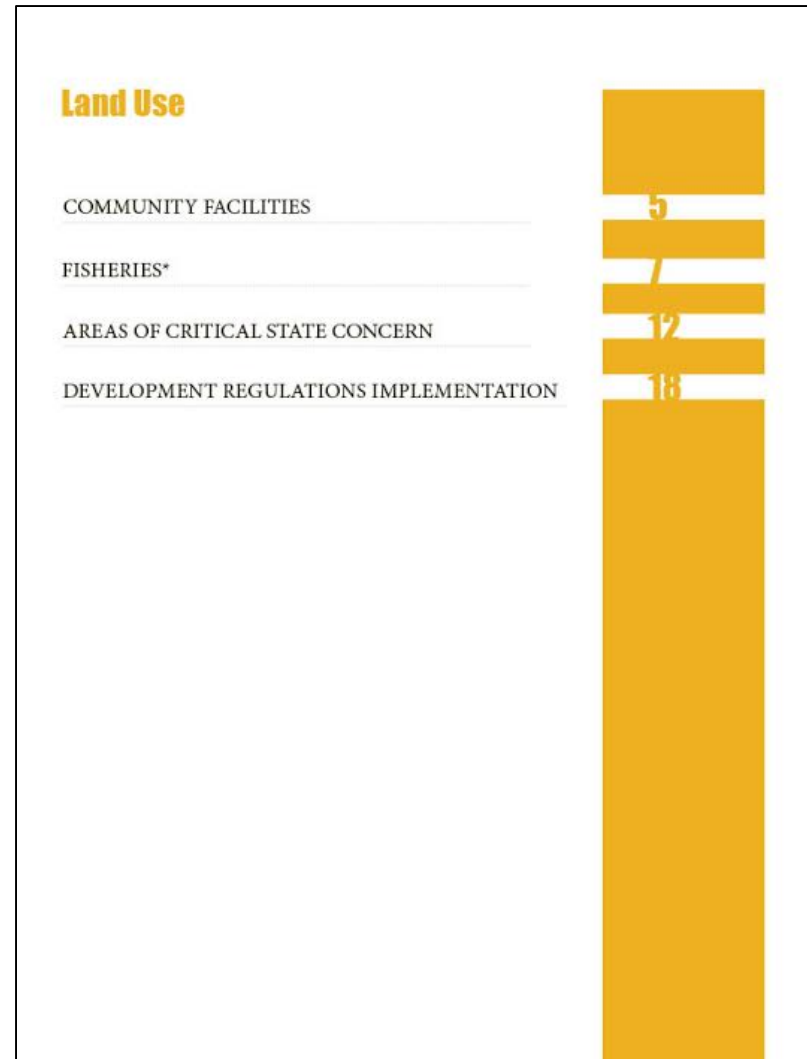 Land Use
COMMUNITY FACILITIES 5
FISHERIES* 7
AREAS OF CRITICAL STATE CONCERN 12
DEVELOPMENT REGULATIONS IMPLEMENTATION 18